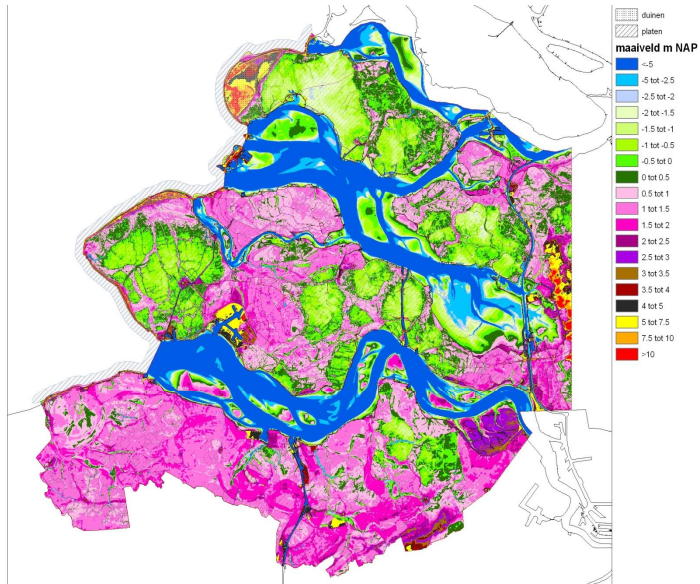 duinen
platen
maaiveld m NAP
<-5
-5 tot -2.5
-2.5 tot -2
-2 tot -1.5
-1.5 tot -1
-1 tot -0.5
-0.5 tot 0
0 tot 0.5
0.5 tot 1
1 tot 1.5
1.5 tot 2
2 tot 2.5
2.5 tot 3
3 tot 3.5
3.5 tot 4
4 tot 5
5 tot 7.5
7.5 tot 10
>10